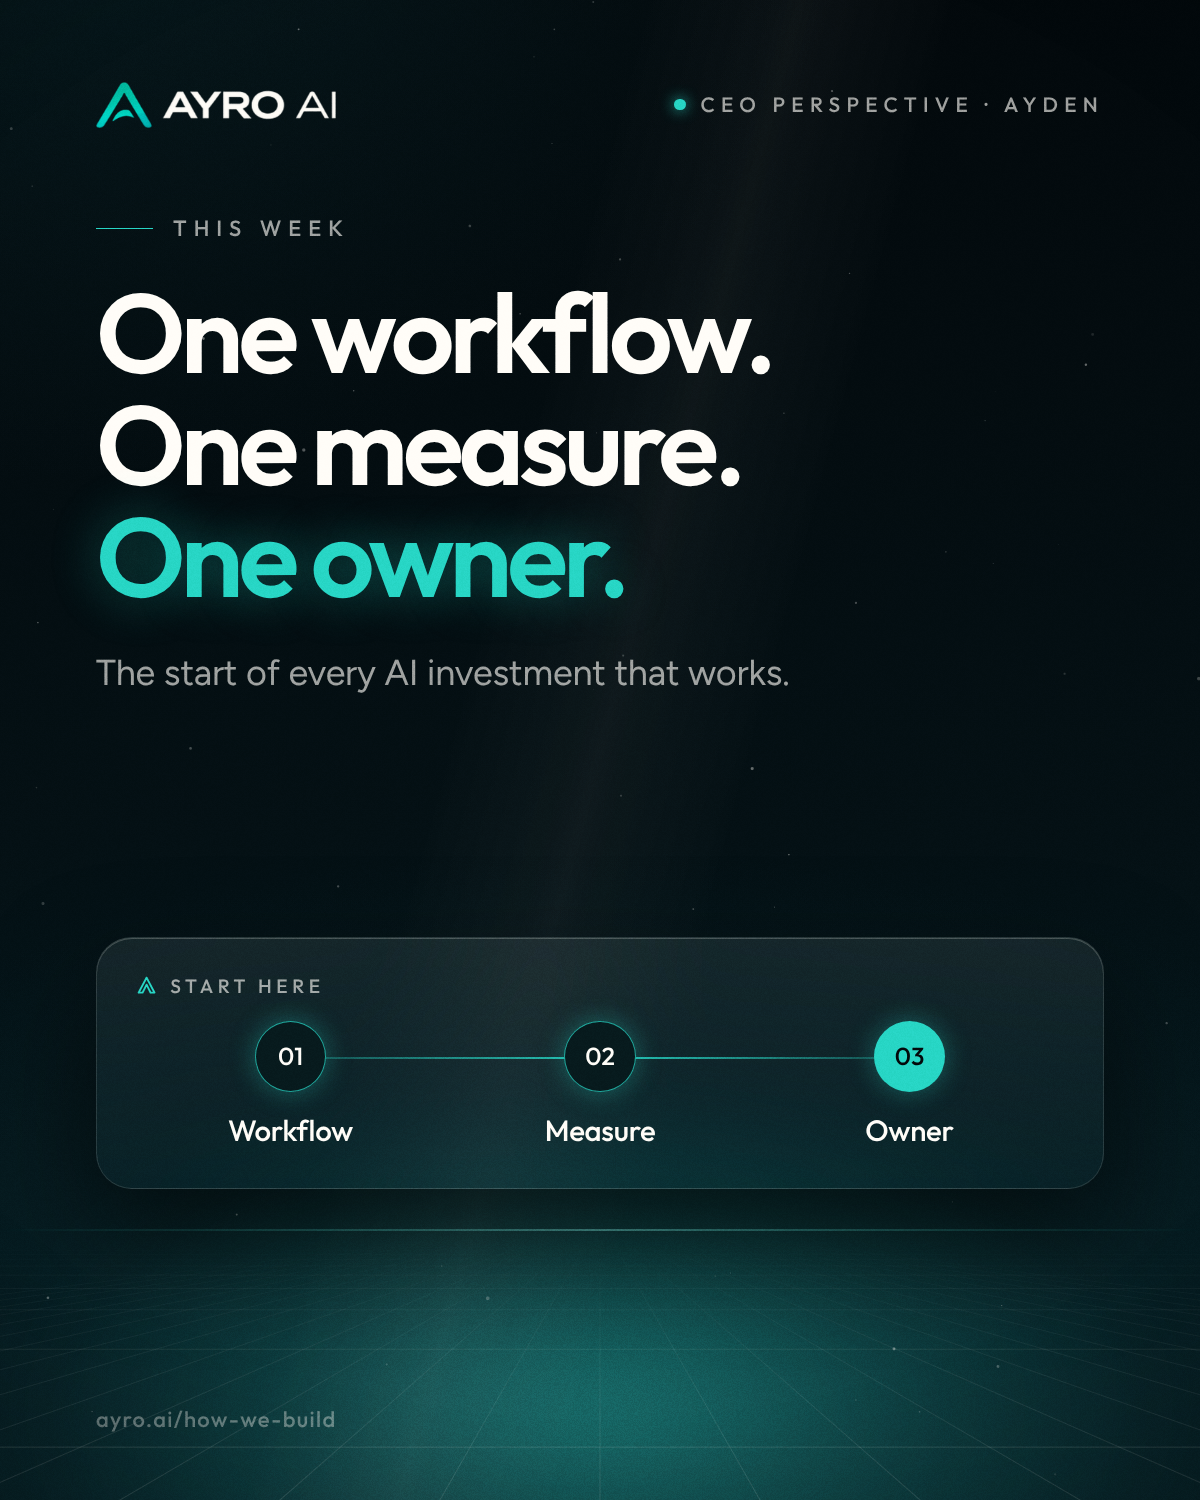 AYRO AI
CEO PERSPECTIVE · AYDEN
THIS WEEK
One workflow.
One measure.
One owner.
The start of every AI investment that works.
START HERE
01 02 03
Workflow Measure Owner
ayro.ai/how-we-build